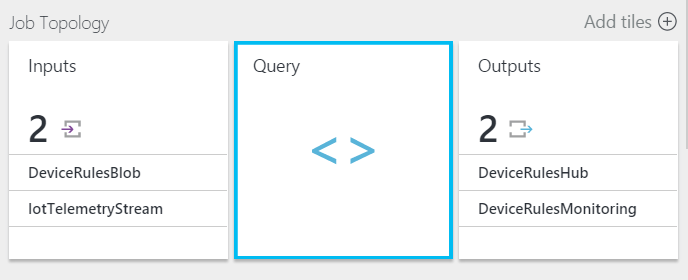 Job Topology
Add tiles
Inputs
2
DeviceRulesBlob
IotTelemetryStream
Query
< >
Outputs
2
DeviceRulesHub
DeviceRulesMonitoring